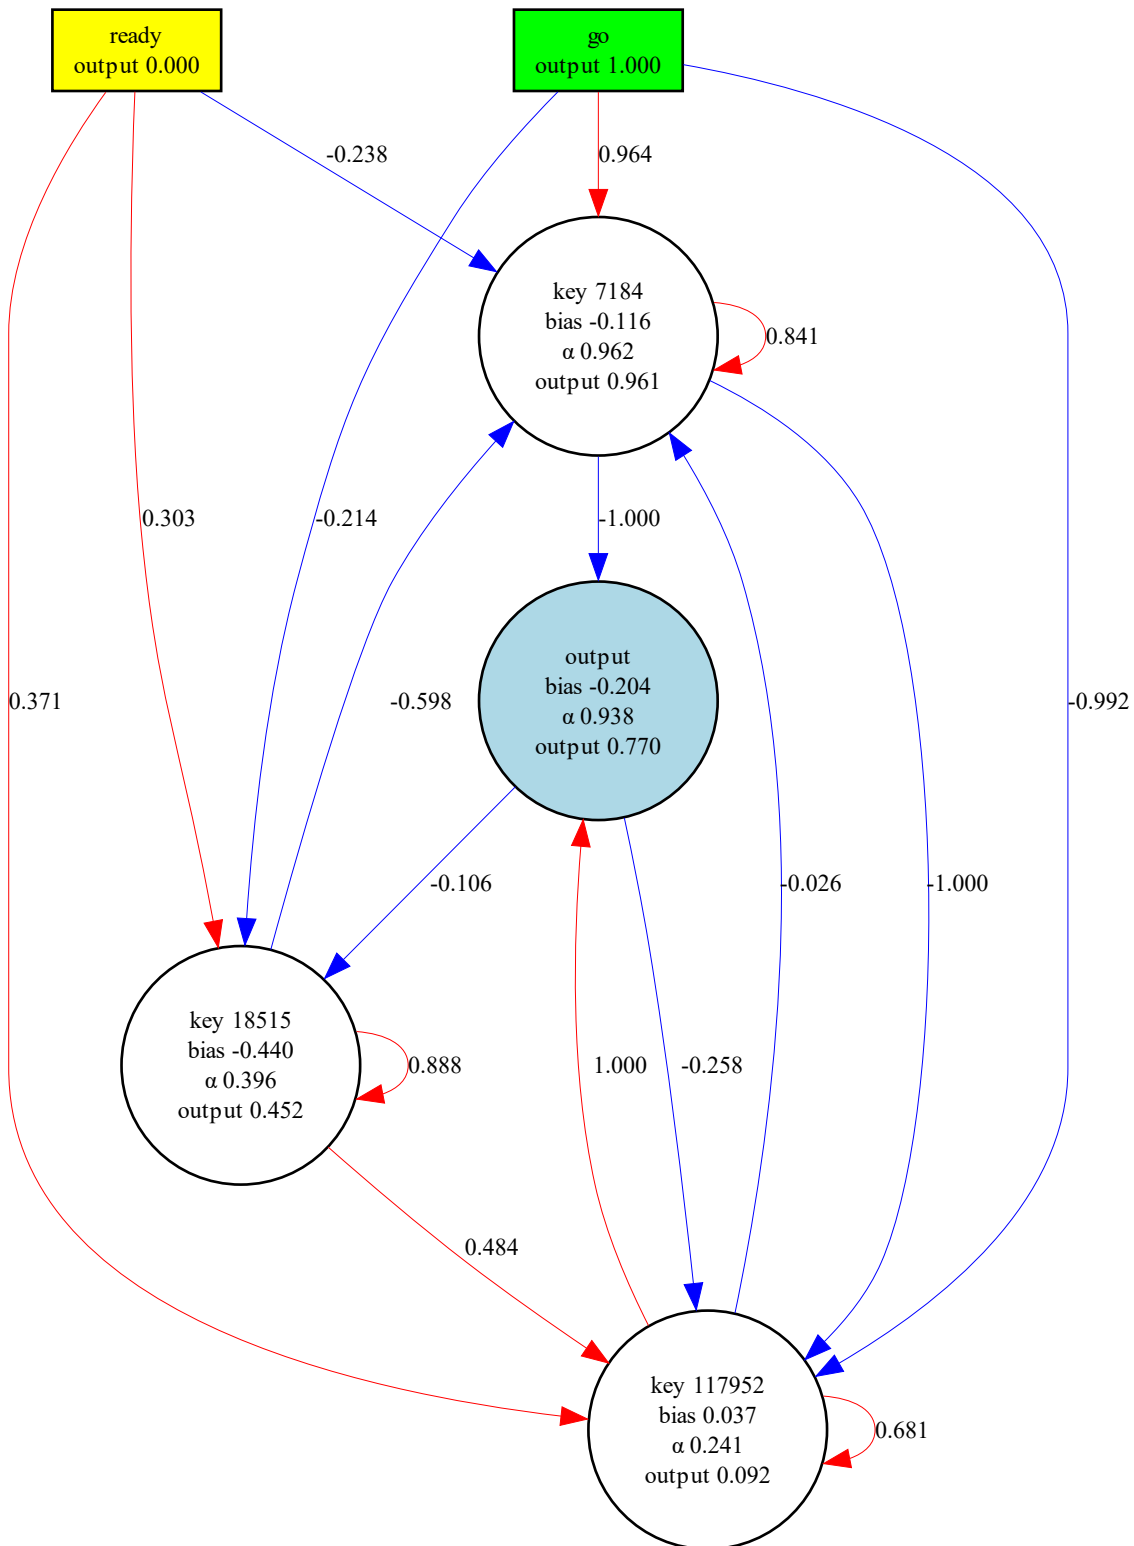 ready
output 0.000
go
output 1.000
-0.238
0.964
key 7184
bias -0.116
α 0.962
output 0.961
0.841
0.303
-0.214
-1.000
output
bias -0.204
α 0.938
output 0.770
0.371
-0.598
-0.992
-0.106
-0.026
-1.000
key 18515
bias -0.440
α 0.396
output 0.452
0.888
1.000
-0.258
0.484
key 117952
bias 0.037
α 0.241
output 0.092
0.681